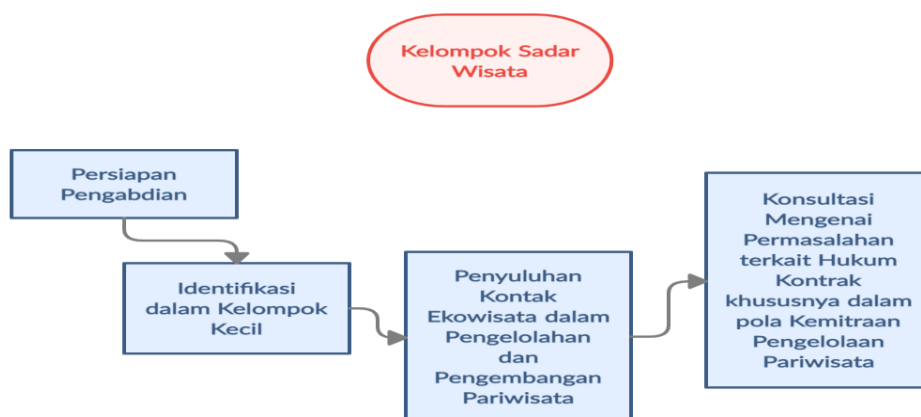 Kelompok Sadar
Wisata
Persiapan
Pengabdian
Identifikasi
dalam Kelompok
Kecil
Penyuluhan
Kontak
Ekowisata dalam
Pengelolahan
dan
Pengembangan
Pariwisata
Konsultasi
Mengenai
Permasalahan
terkait Hukum
Kontrak
khususnya dalam
pola Kemitraan
Pengelolaan
Pariwisata